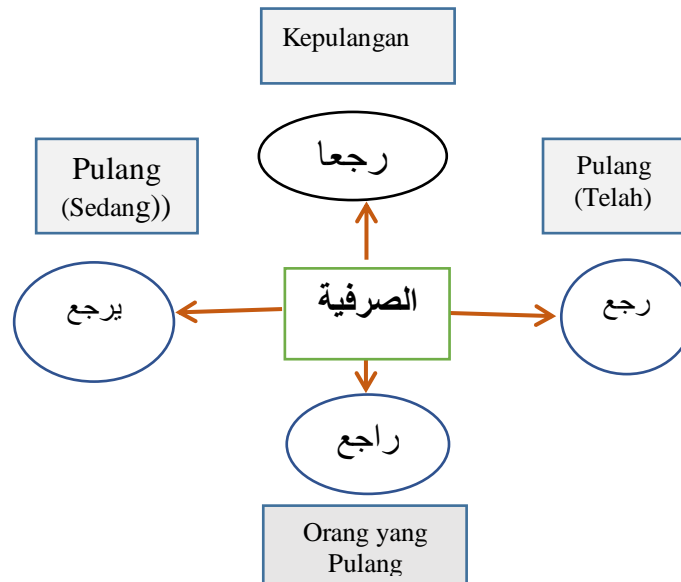 Kepulangan
رجعا
Pulang
(Sedang))
Pulang
(Telah)
يرجع
الصرفية
رجع
راجع
Orang yang
Pulang